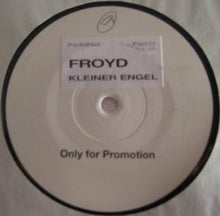 FROYD
KLEINER ENGEL
Only for Promotion